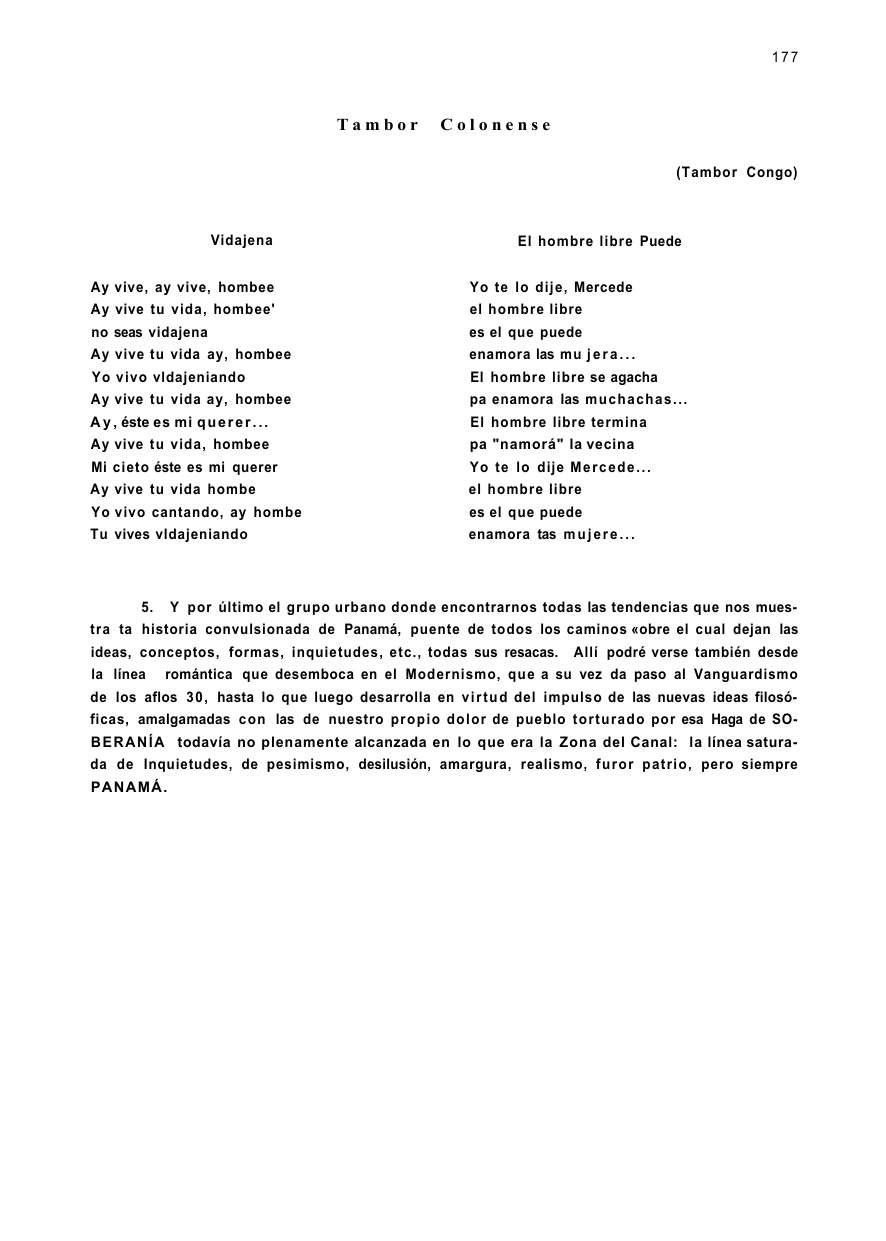 177
Tambor Colonense
(Tambor Congo)
Vidajena
Ay vive, ay vive, hombee
Ay vive tu vida, hombee'
no seas vidajena
Ay vive tu vida ay, hombee
Yo vivo vldajeniando
Ay vive tu vida ay, hombee
Ay, éste es mi querer...
Ay vive tu vida, hombee
Mi cieto éste es mi querer
Ay vive tu vida hombe
Yo vivo cantando, ay hombe
Tu vives vldajeniando
El hombre libre Puede
Yo te lo dije, Mercede
el hombre libre
es el que puede
enamora las mujera...
El hombre libre se agacha
pa enamora las muchachas...
El hombre libre termina
pa "namorá" la vecina
Yo te lo dije Mercede...
el hombre libre
es el que puede
enamora tas mujere...
5. Y por último el grupo urbano donde encontrarnos todas las tendencias que nos mues-
tra ta historia convulsionada de Panamá, puente de todos los caminos «obre el cual dejan las
ideas, conceptos, formas, inquietudes, etc., todas sus resacas. Allí podré verse también desde
la línea romántica que desemboca en el Modernismo, que a su vez da paso al Vanguardismo
de los aflos 30, hasta lo que luego desarrolla en virtud del impulso de las nuevas ideas filosó-
ficas, amalgamadas con las de nuestro propio dolor de pueblo torturado por esa Haga de SO-
BERANÍA todavía no plenamente alcanzada en lo que era la Zona del Canal: la línea satura-
da de Inquietudes, de pesimismo, desilusión, amargura, realismo, furor patrio, pero siempre
PANAMÁ.